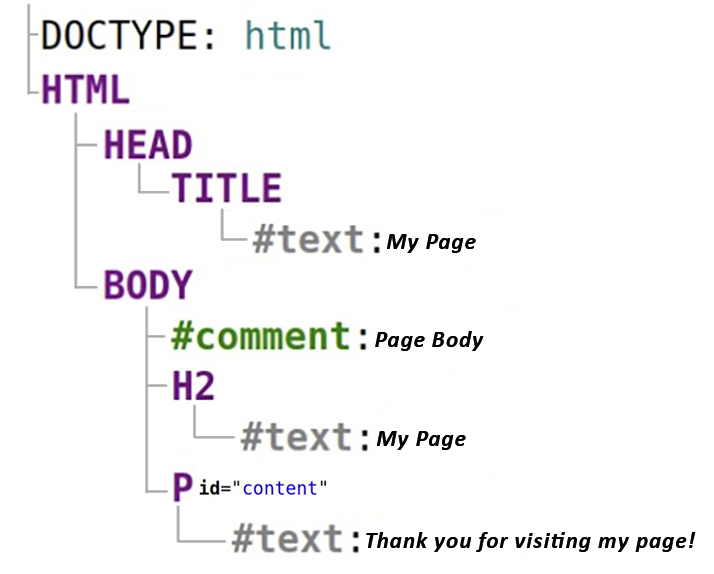 DOCTYPE: html
HTML
HEAD
TITLE
#text:My Page
BODY
#comment:Page Body
H2
#text:My Page
P id="content"
#text:Thank you for visiting my page!